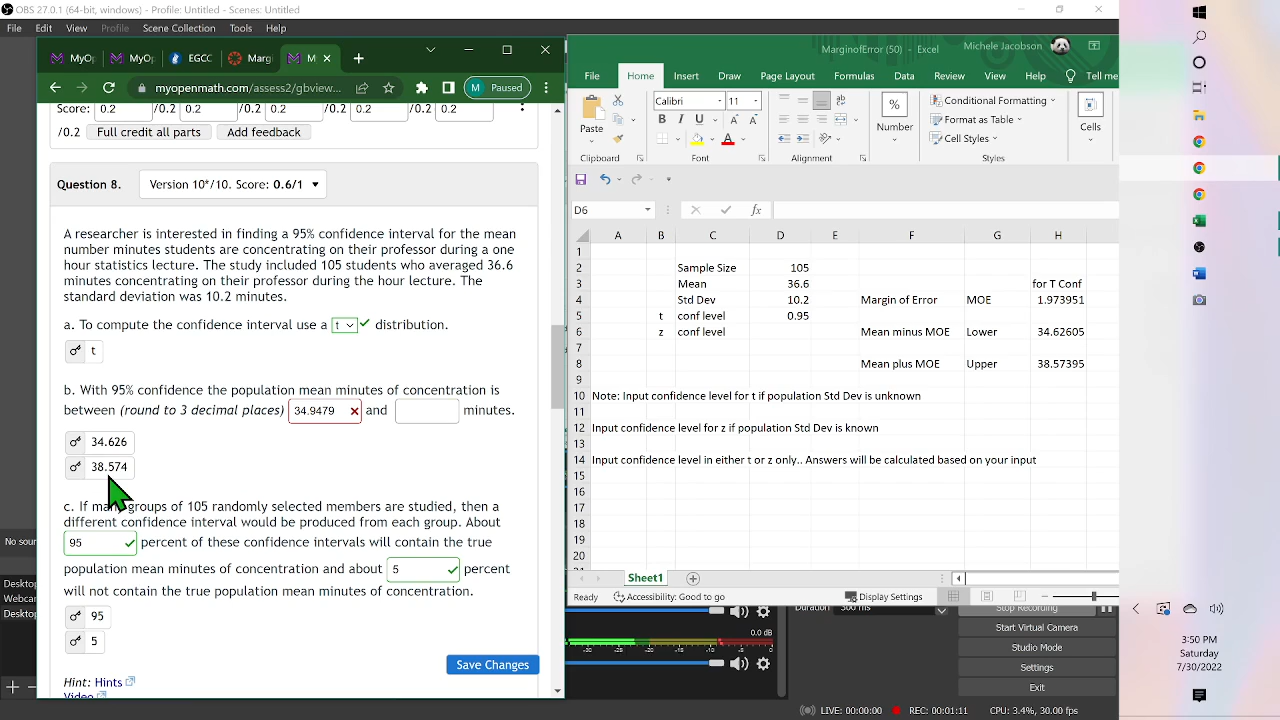 OBS 27.0.1 (64-bit, windows) - Profile: Untitled - Scenes: Untitled
File Edit View Profile Scene Collection Tools Help
MyO MyO EGCC Margi M
myopenmath.com/assess2/gbview... M Paused
Score: 0.2 /0.2 0.2 /0.2 0.2 /0.2 0.2 /0.2 0.2
/0.2 Full credit all parts Add feedback
Question 8. Version 10*/10. Score: 0.6/1
A researcher is interested in finding a 95% confidence interval for the mean
number minutes students are concentrating on their professor during a one
hour statistics lecture. The study included 105 students who averaged 36.6
minutes concentrating on their professor during the hour lecture. The
standard deviation was 10.2 minutes.
a. To compute the confidence interval use a t distribution.
t
b. With 95% confidence the population mean minutes of concentration is
between (round to 3 decimal places) 34.9479 and minutes.
34.626
38.574
c. If many groups of 105 randomly selected members are studied, then a
different confidence interval would be produced from each group. About
95 percent of these confidence intervals will contain the true
population mean minutes of concentration and about 5 percent
will not contain the true population mean minutes of concentration.
95
5
Save Changes
Hint: Hints
Video
MarginofError (50) - Excel Michele Jacobson
File Home Insert Draw Page Layout Formulas Data Review View Help Tell me
Paste Calibri 11 Number Conditional Formatting Cells
B I U A Format as Table
Cell Styles
Clipboard Font Alignment Styles
D6 fx
A B C D E F G H
1
2 Sample Size 105
3 Mean 36.6 for T Conf
4 Std Dev 10.2 Margin of Error MOE 1.973951
5 t conf level 0.95
6 z conf level Mean minus MOE Lower 34.62605
7
8 Mean plus MOE Upper 38.57395
9
10 Note: Input confidence level for t if population Std Dev is unknown
11
12 Input confidence level for z if population Std Dev is known
13
14 Input confidence level in either t or z only.. Answers will be calculated based on your input
15
16
17
18
19
20
Sheet1
Ready Accessibility: Good to go Display Settings
No sour
Desktop
Webcam
Desktop
Duration 300 ms Stop Recording
0.0 dB
Start Virtual Camera
Studio Mode
Settings
Exit
LIVE: 00:00:00 REC: 00:01:11 CPU: 3.4%, 30.00 fps
3:50 PM
Saturday
7/30/2022